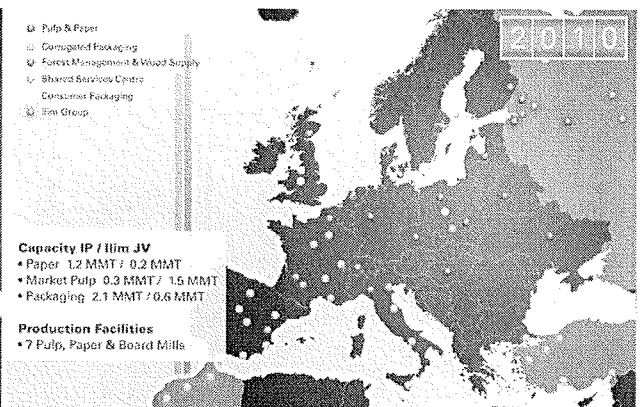 Pulp & Paper
Corrugated Packaging
Forest Management & Wood Supply
Shared Services Centre
Consumer Packaging
Ilim Group
2010
Capacity IP / Ilim JV
• Paper 1.2 MMT / 0.2 MMT
• Market Pulp 0.3 MMT / 1.5 MMT
• Packaging 2.1 MMT / 0.6 MMT
Production Facilities
• 7 Pulp, Paper & Board Mills